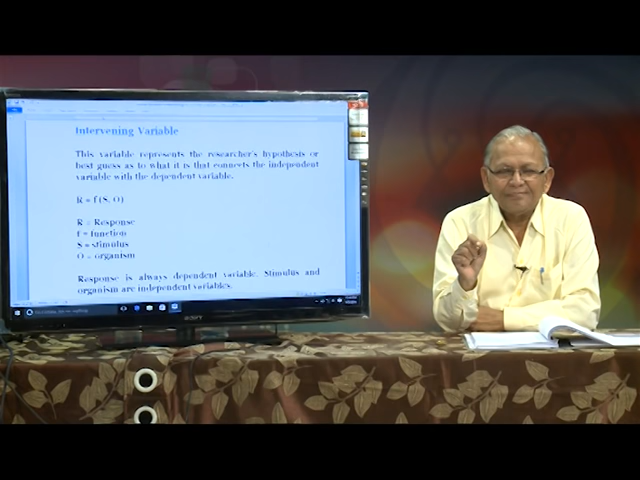 Intervening Variable
This variable represents the researcher's hypothesis or
best guess as to what it is that connects the independent
variable with the dependent variable.
R = f (S, O)
R = Response
f = function
S = stimulus
O = organism
Response is always dependent variable. Stimulus and
organism are independent variables.
SONY